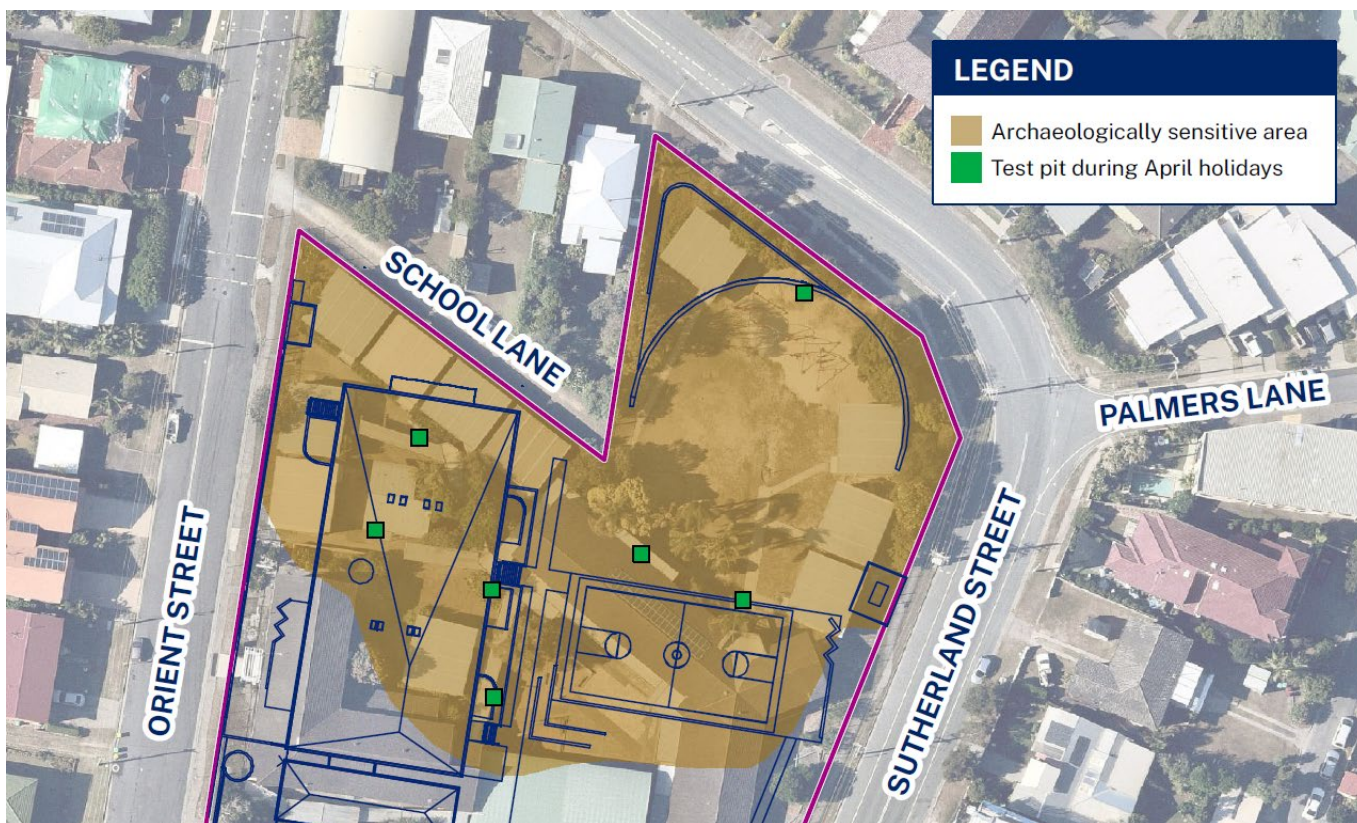 LEGEND
Archaeologically sensitive area
Test pit during April holidays
SCHOOL LANE
PALMERS LANE
ORIENT STREET
SUTHERLAND STREET